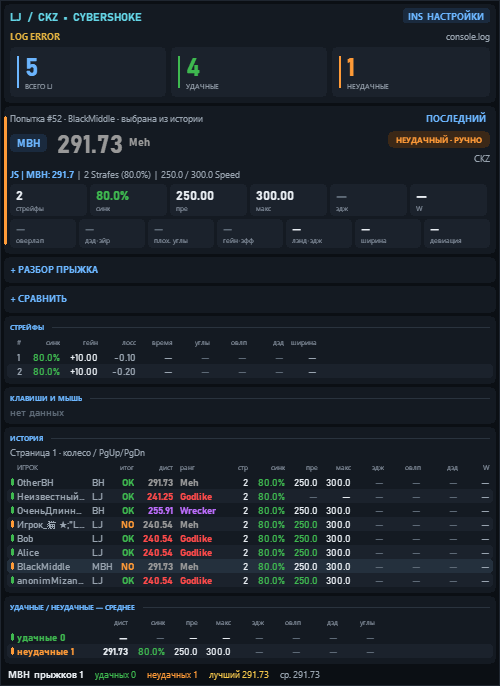 LJ / CKZ • CYBERSHOKE
INS НАСТРОЙКИ
LOG ERROR
console.log
5
4
1
ВСЕГО LJ
УДАЧНЫЕ
НЕУДАЧНЫЕ
Попытка #52 · BlackMiddle · выбрана из истории
ПОСЛЕДНИЙ
MBH 291.73 Meh
НЕУДАЧНЫЙ · РУЧНО
CKZ
JS | MBH: 291.7 | 2 Strafes (80.0%) | 250.0 / 300.0 Speed
2 80.0% 250.00 300.00 — —
стрейфы синк пре макс эдж W
— — — — — — —
оверлап дэд-эйр плох. углы гейн-эфф лэнд-эдж ширина девиация
+ РАЗБОР ПРЫЖКА
+ СРАВНИТЬ
СТРЕЙФЫ
# синк гейн лосс время углы овлп дэд ширина
1 80.0% +10.00 -0.10 — — — — —
2 80.0% +10.00 -0.20 — — — — —
КЛАВИШИ И МЫШЬ
нет данных
ИСТОРИЯ
Страница 1 · колесо / PgUp/PgDn
ИГРОК итог дист ранг стр синк пре макс эдж овлп дэд W
OtherBH BH OK 291.73 Meh 2 80.0% 250.0 300.0 — — — —
Неизвестный… LJ OK 241.25 Godlike 2 80.0% — — — — — —
ОченьДлинн… BH OK 255.91 Wrecker 2 80.0% 250.0 300.0 — — — —
Игрок_猫 ★;"L… LJ NO 240.54 Meh 2 80.0% 250.0 300.0 — — — —
Bob LJ OK 240.54 Godlike 2 80.0% 250.0 300.0 — — — —
Alice LJ OK 240.54 Godlike 2 80.0% 250.0 300.0 — — — —
BlackMiddle MBH NO 291.73 Meh 2 80.0% 250.0 300.0 — — — —
anonimMizan… LJ OK 240.54 Godlike 2 80.0% 250.0 300.0 — — — —
УДАЧНЫЕ / НЕУДАЧНЫЕ — СРЕДНЕЕ
дист синк пре макс эдж овлп дэд углы
удачные 0 — — — — — — — —
неудачные 1 291.73 80.0% 250.0 300.0 — — — —
MBH прыжков 1 удачных 0 неудачных 1 лучший 291.73 ср. 291.73